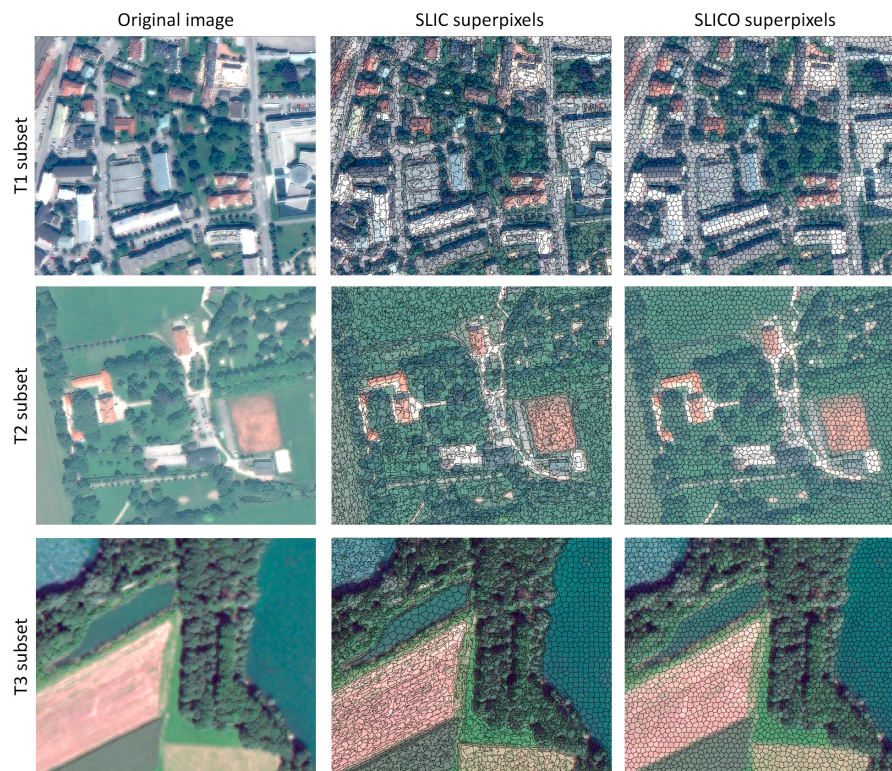 Original image
SLIC superpixels
SLICO superpixels
T1 subset
T2 subset
T3 subset